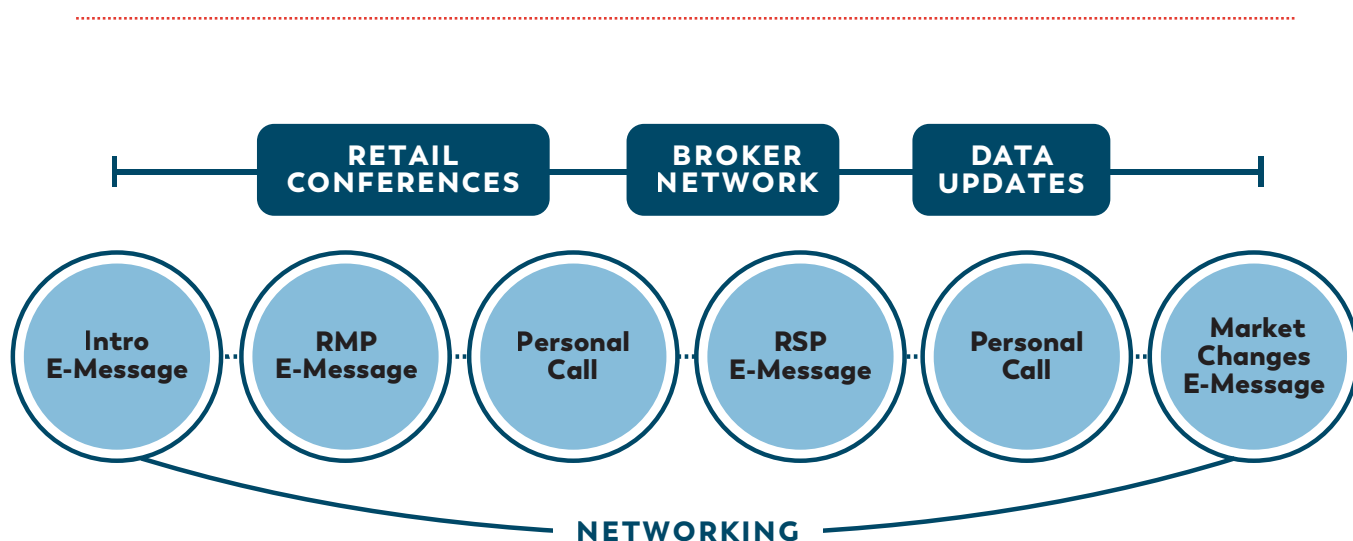 RETAIL
CONFERENCES
BROKER
NETWORK
DATA
UPDATES
Intro
E-Message
RMP
E-Message
Personal
Call
RSP
E-Message
Personal
Call
Market
Changes
E-Message
NETWORKING